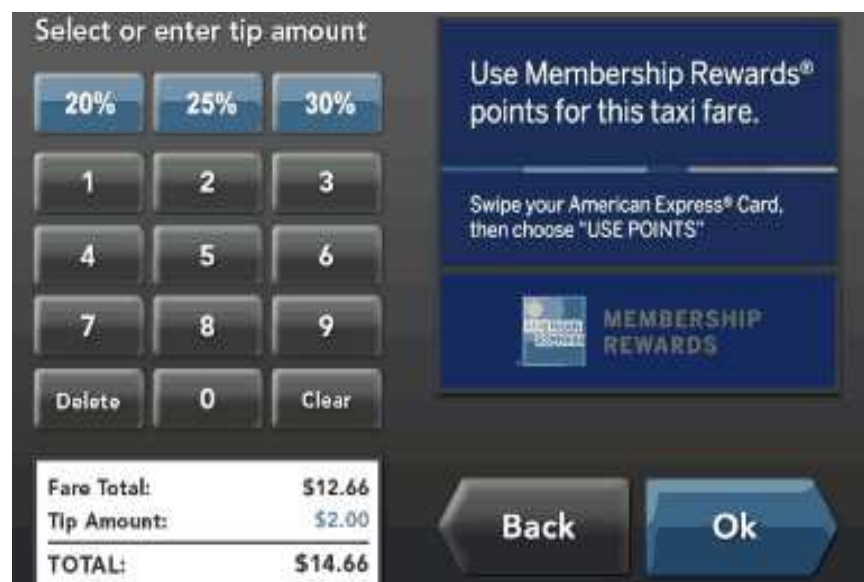 Select or enter tip amount
20% 25% 30%
1 2 3
4 5 6
7 8 9
Delete 0 Clear
Fare Total: $12.66
Tip Amount: $2.00
TOTAL: $14.66
Use Membership Rewards®
points for this taxi fare.
Swipe your American Express® Card,
then choose "USE POINTS"
AMERICAN
EXPRESS
MEMBERSHIP
REWARDS
Back Ok